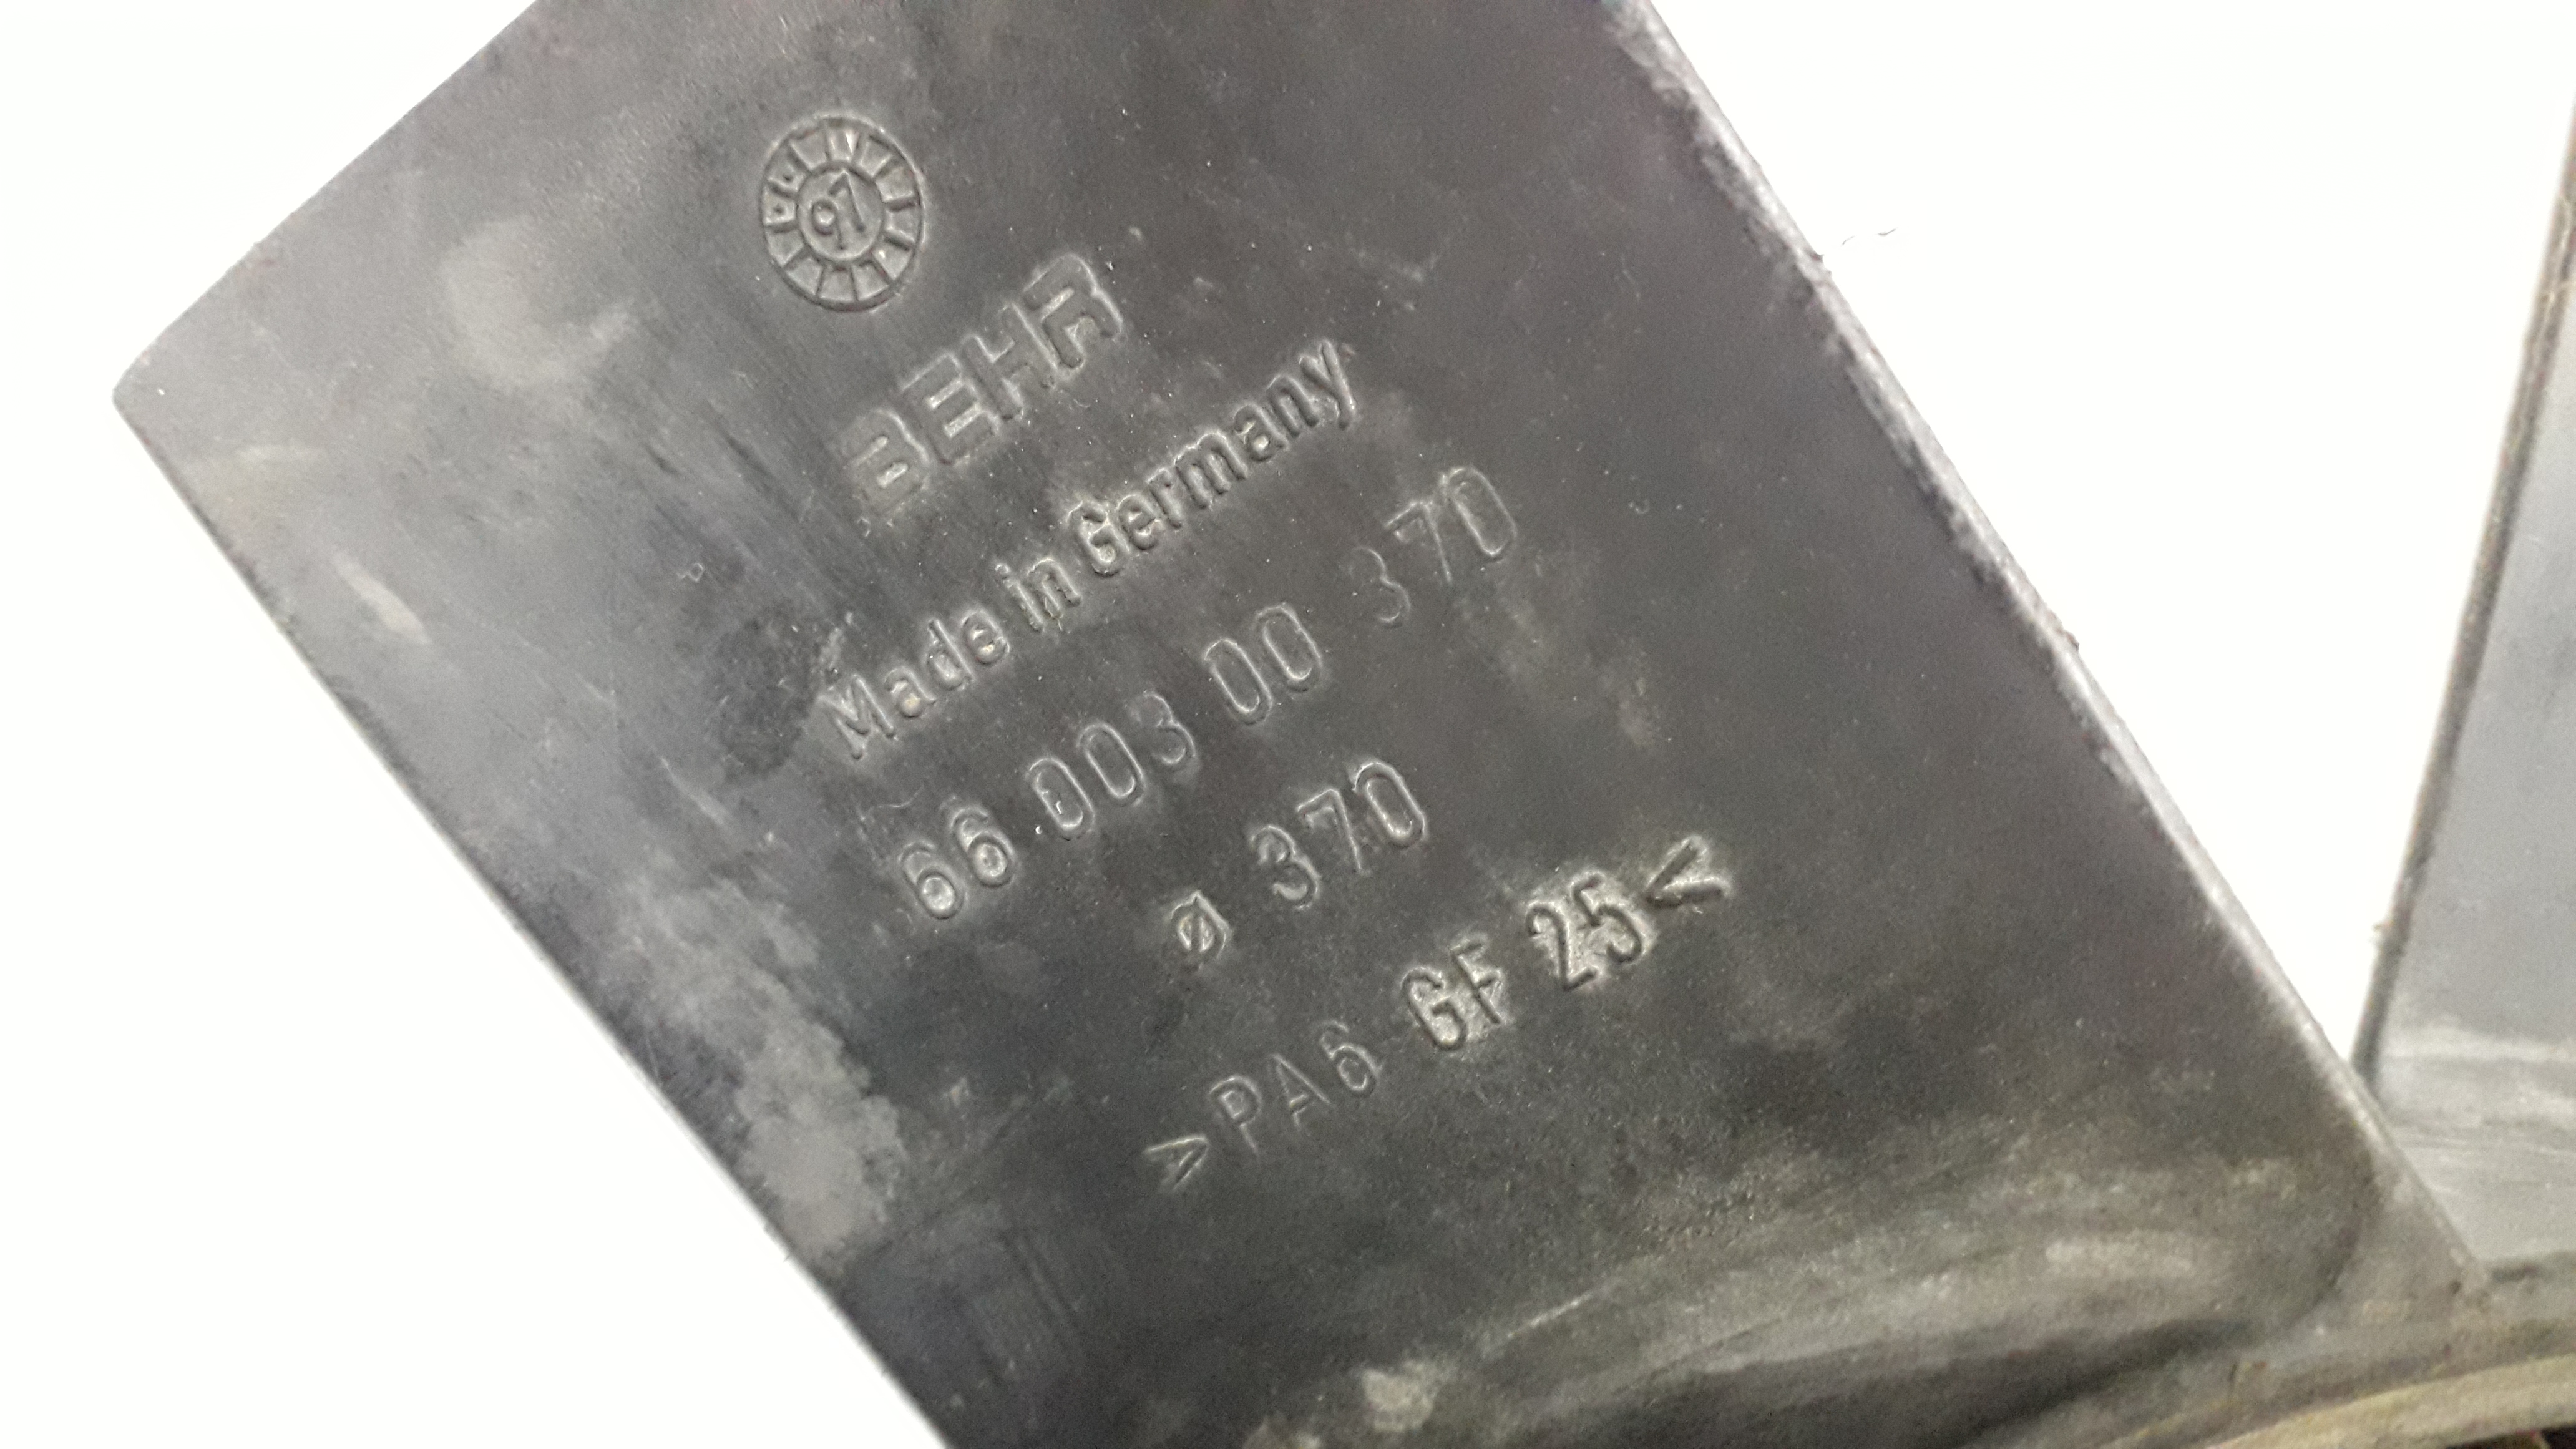 97
BEHR
Made in Germany
66 003 00 370
ø 370
>PA6 GF 25<